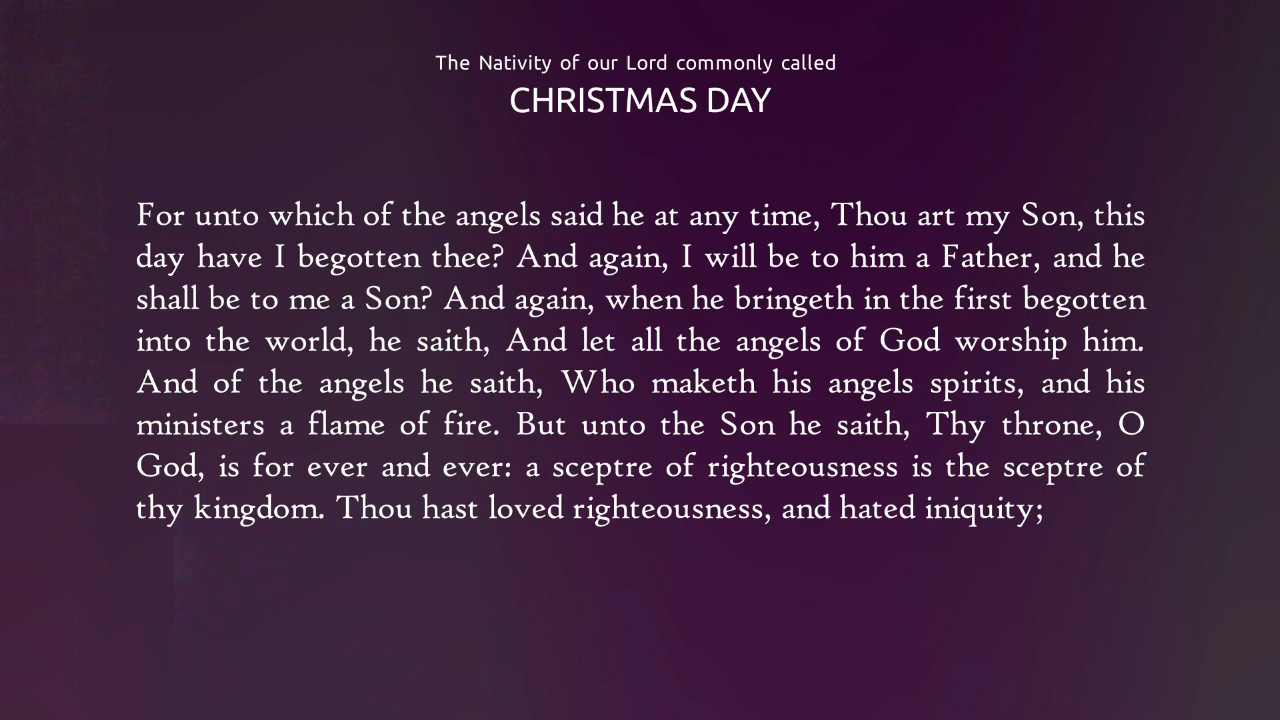 The Nativity of our Lord commonly called
CHRISTMAS DAY
For unto which of the angels said he at any time, Thou art my Son, this
day have I begotten thee? And again, I will be to him a Father, and he
shall be to me a Son? And again, when he bringeth in the first begotten
into the world, he saith, And let all the angels of God worship him.
And of the angels he saith, Who maketh his angels spirits, and his
ministers a flame of fire. But unto the Son he saith, Thy throne, O
God, is for ever and ever: a sceptre of righteousness is the sceptre of
thy kingdom. Thou hast loved righteousness, and hated iniquity;